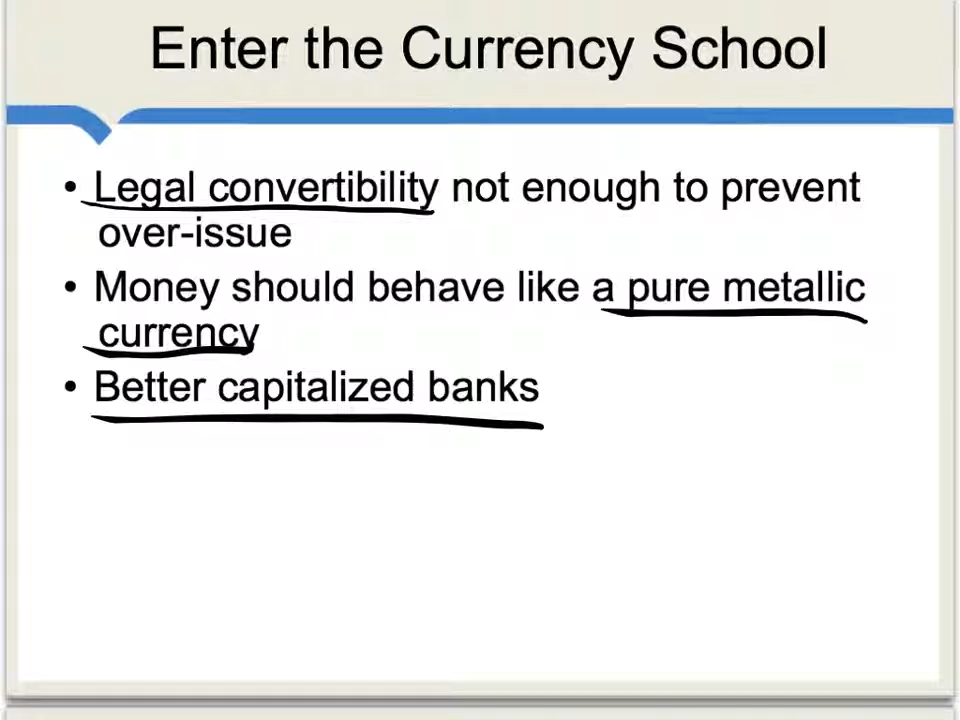 Enter the Currency School
• Legal convertibility not enough to prevent
over-issue
• Money should behave like a pure metallic
currency
• Better capitalized banks